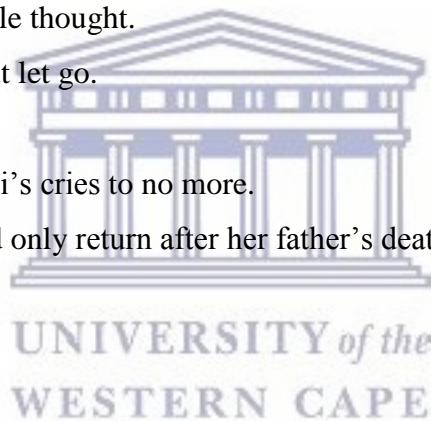 le thought.
t let go.
i’s cries to no more.
d only return after her father’s deat
UNIVERSITY of the
WESTERN CAPE